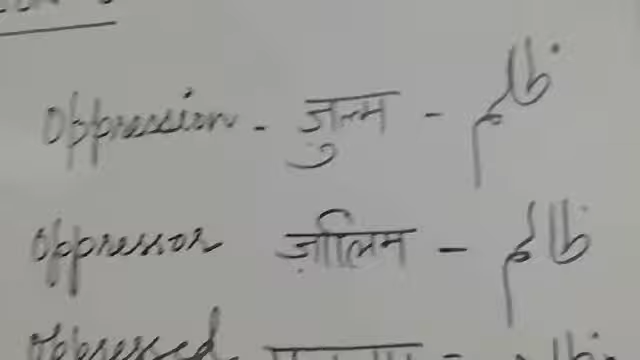 Oppression - ज़ुल्म - ظلم
Oppressor ज़ालिम - ظالم
Oppressed